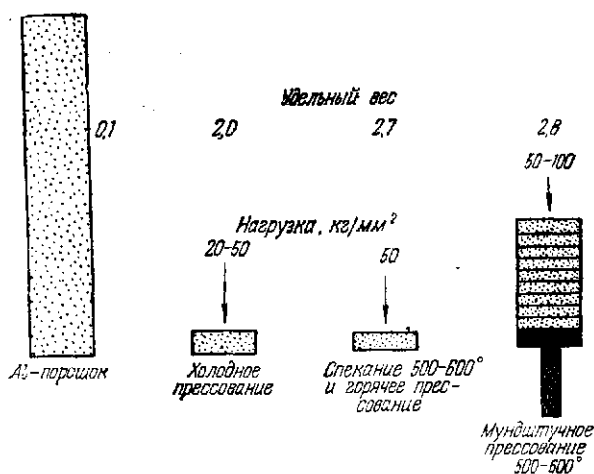 Удельный вес
0,1 2,0 2,7 2,8
50-100
Нагрузка, кг/мм²
20-50 50
Al-порошок
Холодное
прессование
Спекание 500-600°
и горячее прес-
сование
Мундштучное
прессование
500-600°